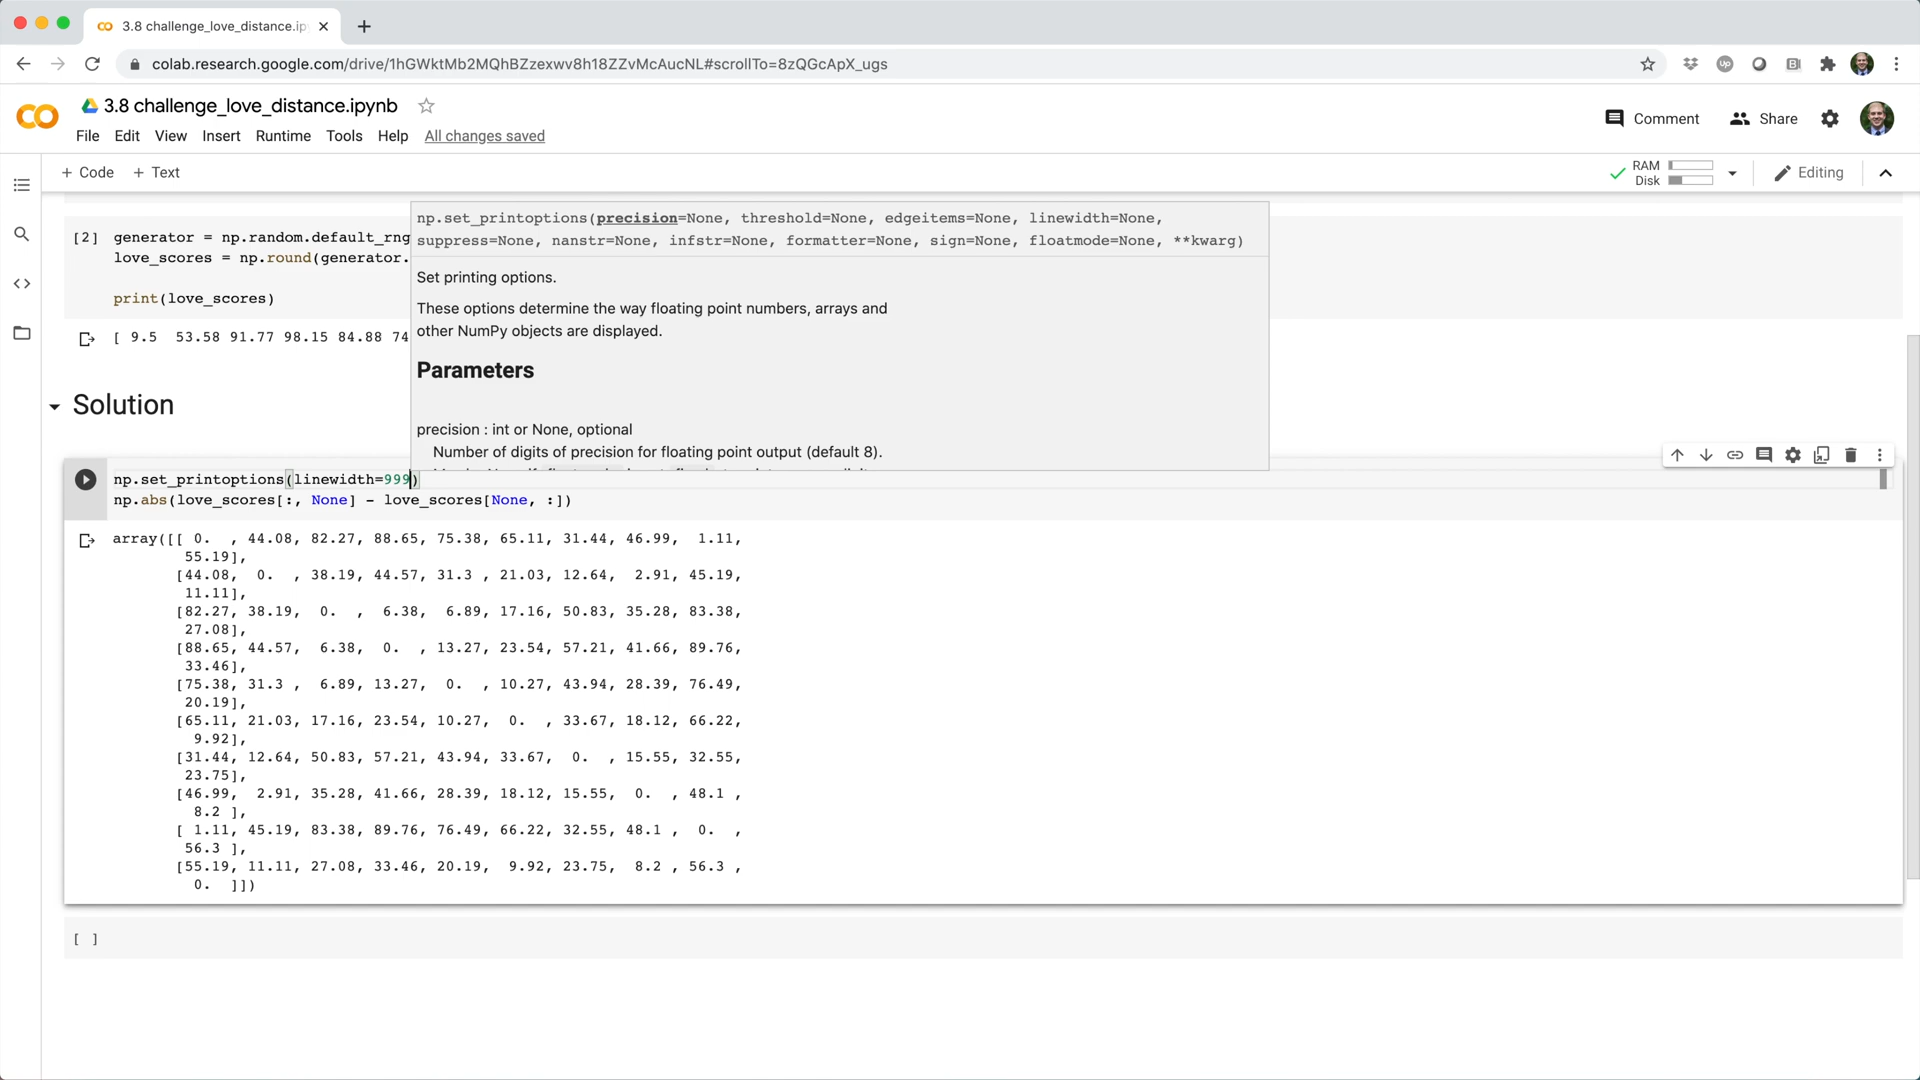 3.8 challenge_love_distance.ip
colab.research.google.com/drive/1hGWktMb2MQhBZzexwv8h18ZZvMcAucNL#scrollTo=8zQGcApX_ugs
3.8 challenge_love_distance.ipynb
Comment
Share
File Edit View Insert Runtime Tools Help All changes saved
+ Code + Text
RAM
Disk
Editing
np.set_printoptions(precision=None, threshold=None, edgeitems=None, linewidth=None,
suppress=None, nanstr=None, infstr=None, formatter=None, sign=None, floatmode=None, **kwarg)
Set printing options.
These options determine the way floating point numbers, arrays and
other NumPy objects are displayed.
Parameters
precision : int or None, optional
Number of digits of precision for floating point output (default 8).
[2] generator = np.random.default_rng
love_scores = np.round(generator.
print(love_scores)
[ 9.5 53.58 91.77 98.15 84.88 74
Solution
np.set_printoptions(linewidth=999)
np.abs(love_scores[:, None] - love_scores[None, :])
array([[ 0. , 44.08, 82.27, 88.65, 75.38, 65.11, 31.44, 46.99, 1.11,
55.19],
[44.08, 0. , 38.19, 44.57, 31.3 , 21.03, 12.64, 2.91, 45.19,
11.11],
[82.27, 38.19, 0. , 6.38, 6.89, 17.16, 50.83, 35.28, 83.38,
27.08],
[88.65, 44.57, 6.38, 0. , 13.27, 23.54, 57.21, 41.66, 89.76,
33.46],
[75.38, 31.3 , 6.89, 13.27, 0. , 10.27, 43.94, 28.39, 76.49,
20.19],
[65.11, 21.03, 17.16, 23.54, 10.27, 0. , 33.67, 18.12, 66.22,
9.92],
[31.44, 12.64, 50.83, 57.21, 43.94, 33.67, 0. , 15.55, 32.55,
23.75],
[46.99, 2.91, 35.28, 41.66, 28.39, 18.12, 15.55, 0. , 48.1 ,
8.2 ],
[ 1.11, 45.19, 83.38, 89.76, 76.49, 66.22, 32.55, 48.1 , 0. ,
56.3 ],
[55.19, 11.11, 27.08, 33.46, 20.19, 9.92, 23.75, 8.2 , 56.3 ,
0. ]])
[ ]